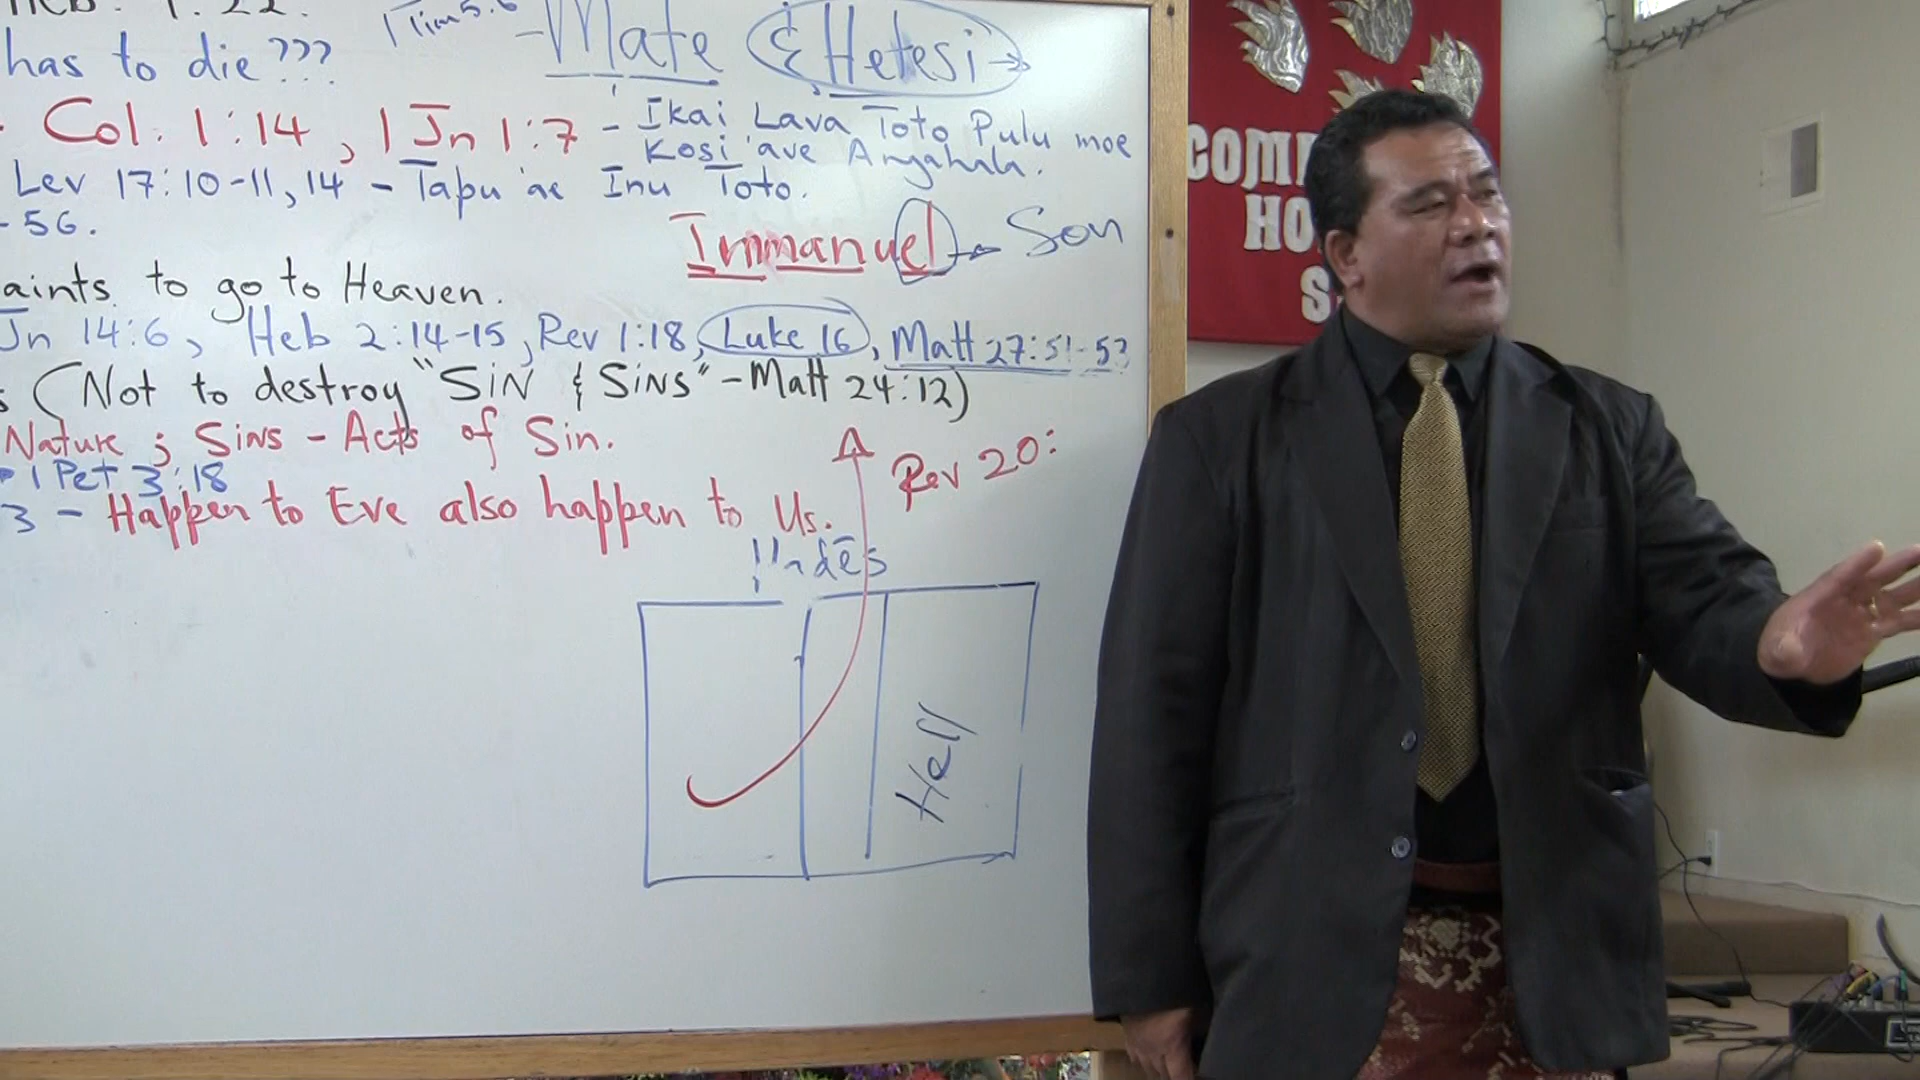 Heb. 9:22.
has to die???
1 Tim 5:6
- Mate & Hetesi →
Col. 1:14, 1 Jn 1:7 - Ikai Lava Toto Pulu moe
Kosi 'ave Angahala.
Lev 17:10-11, 14 - Tapu ae Inu Toto.
-56.
Immanuel → Son
aints to go to Heaven.
Jn 14:6, Heb 2:14-15, Rev 1:18, Luke 16, Matt 27:51-53
s (Not to destroy "SiN & SiNs" - Matt 24:12)
Nature ; Sins - Acts of Sin.
1 Pet 3:18
3 - Happen to Eve also happen to Us.
Rev 20:
Hades
Hell
COM
HO
S